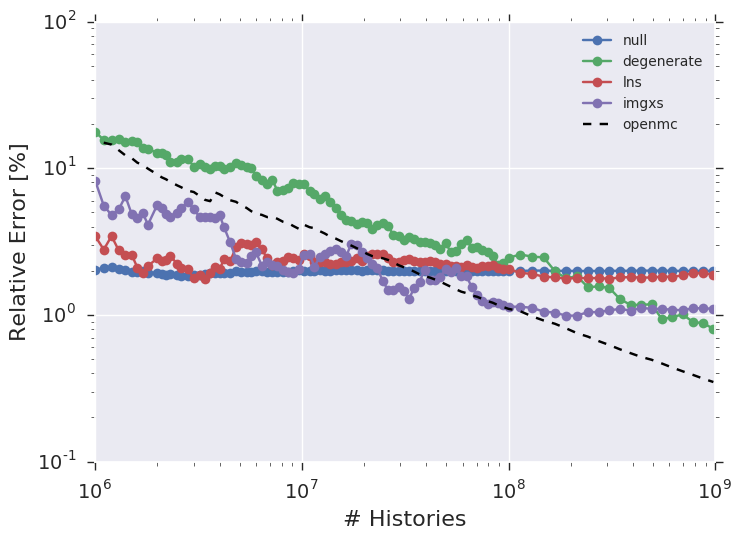 10^2
10^1
10^0
10^-1
Relative Error [%]
null
degenerate
lns
imgxs
openmc
10^6
10^7
10^8
10^9
# Histories